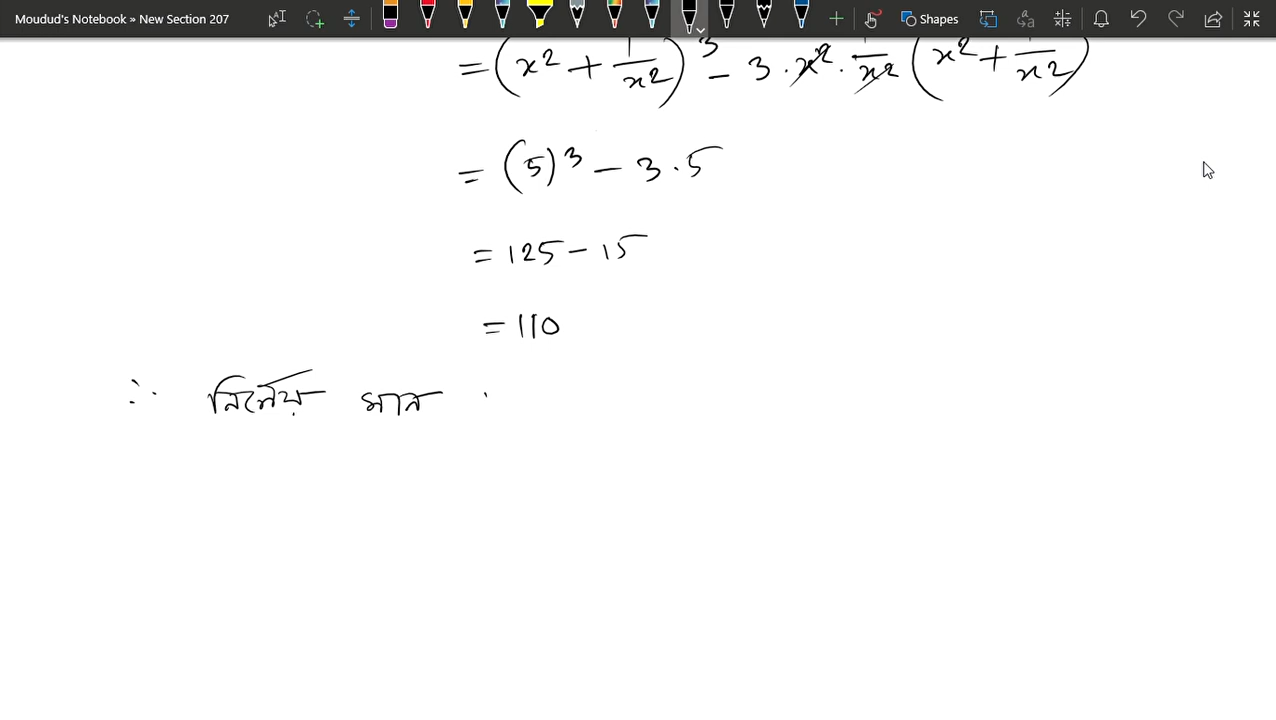 Moudud's Notebook » New Section 207
Shapes
= (x² + 1/x²)³ − 3 · x² · 1/x² (x² + 1/x²)
= (5)³ − 3 · 5
= 125 − 15
= 110
∴ নির্নেয় মান